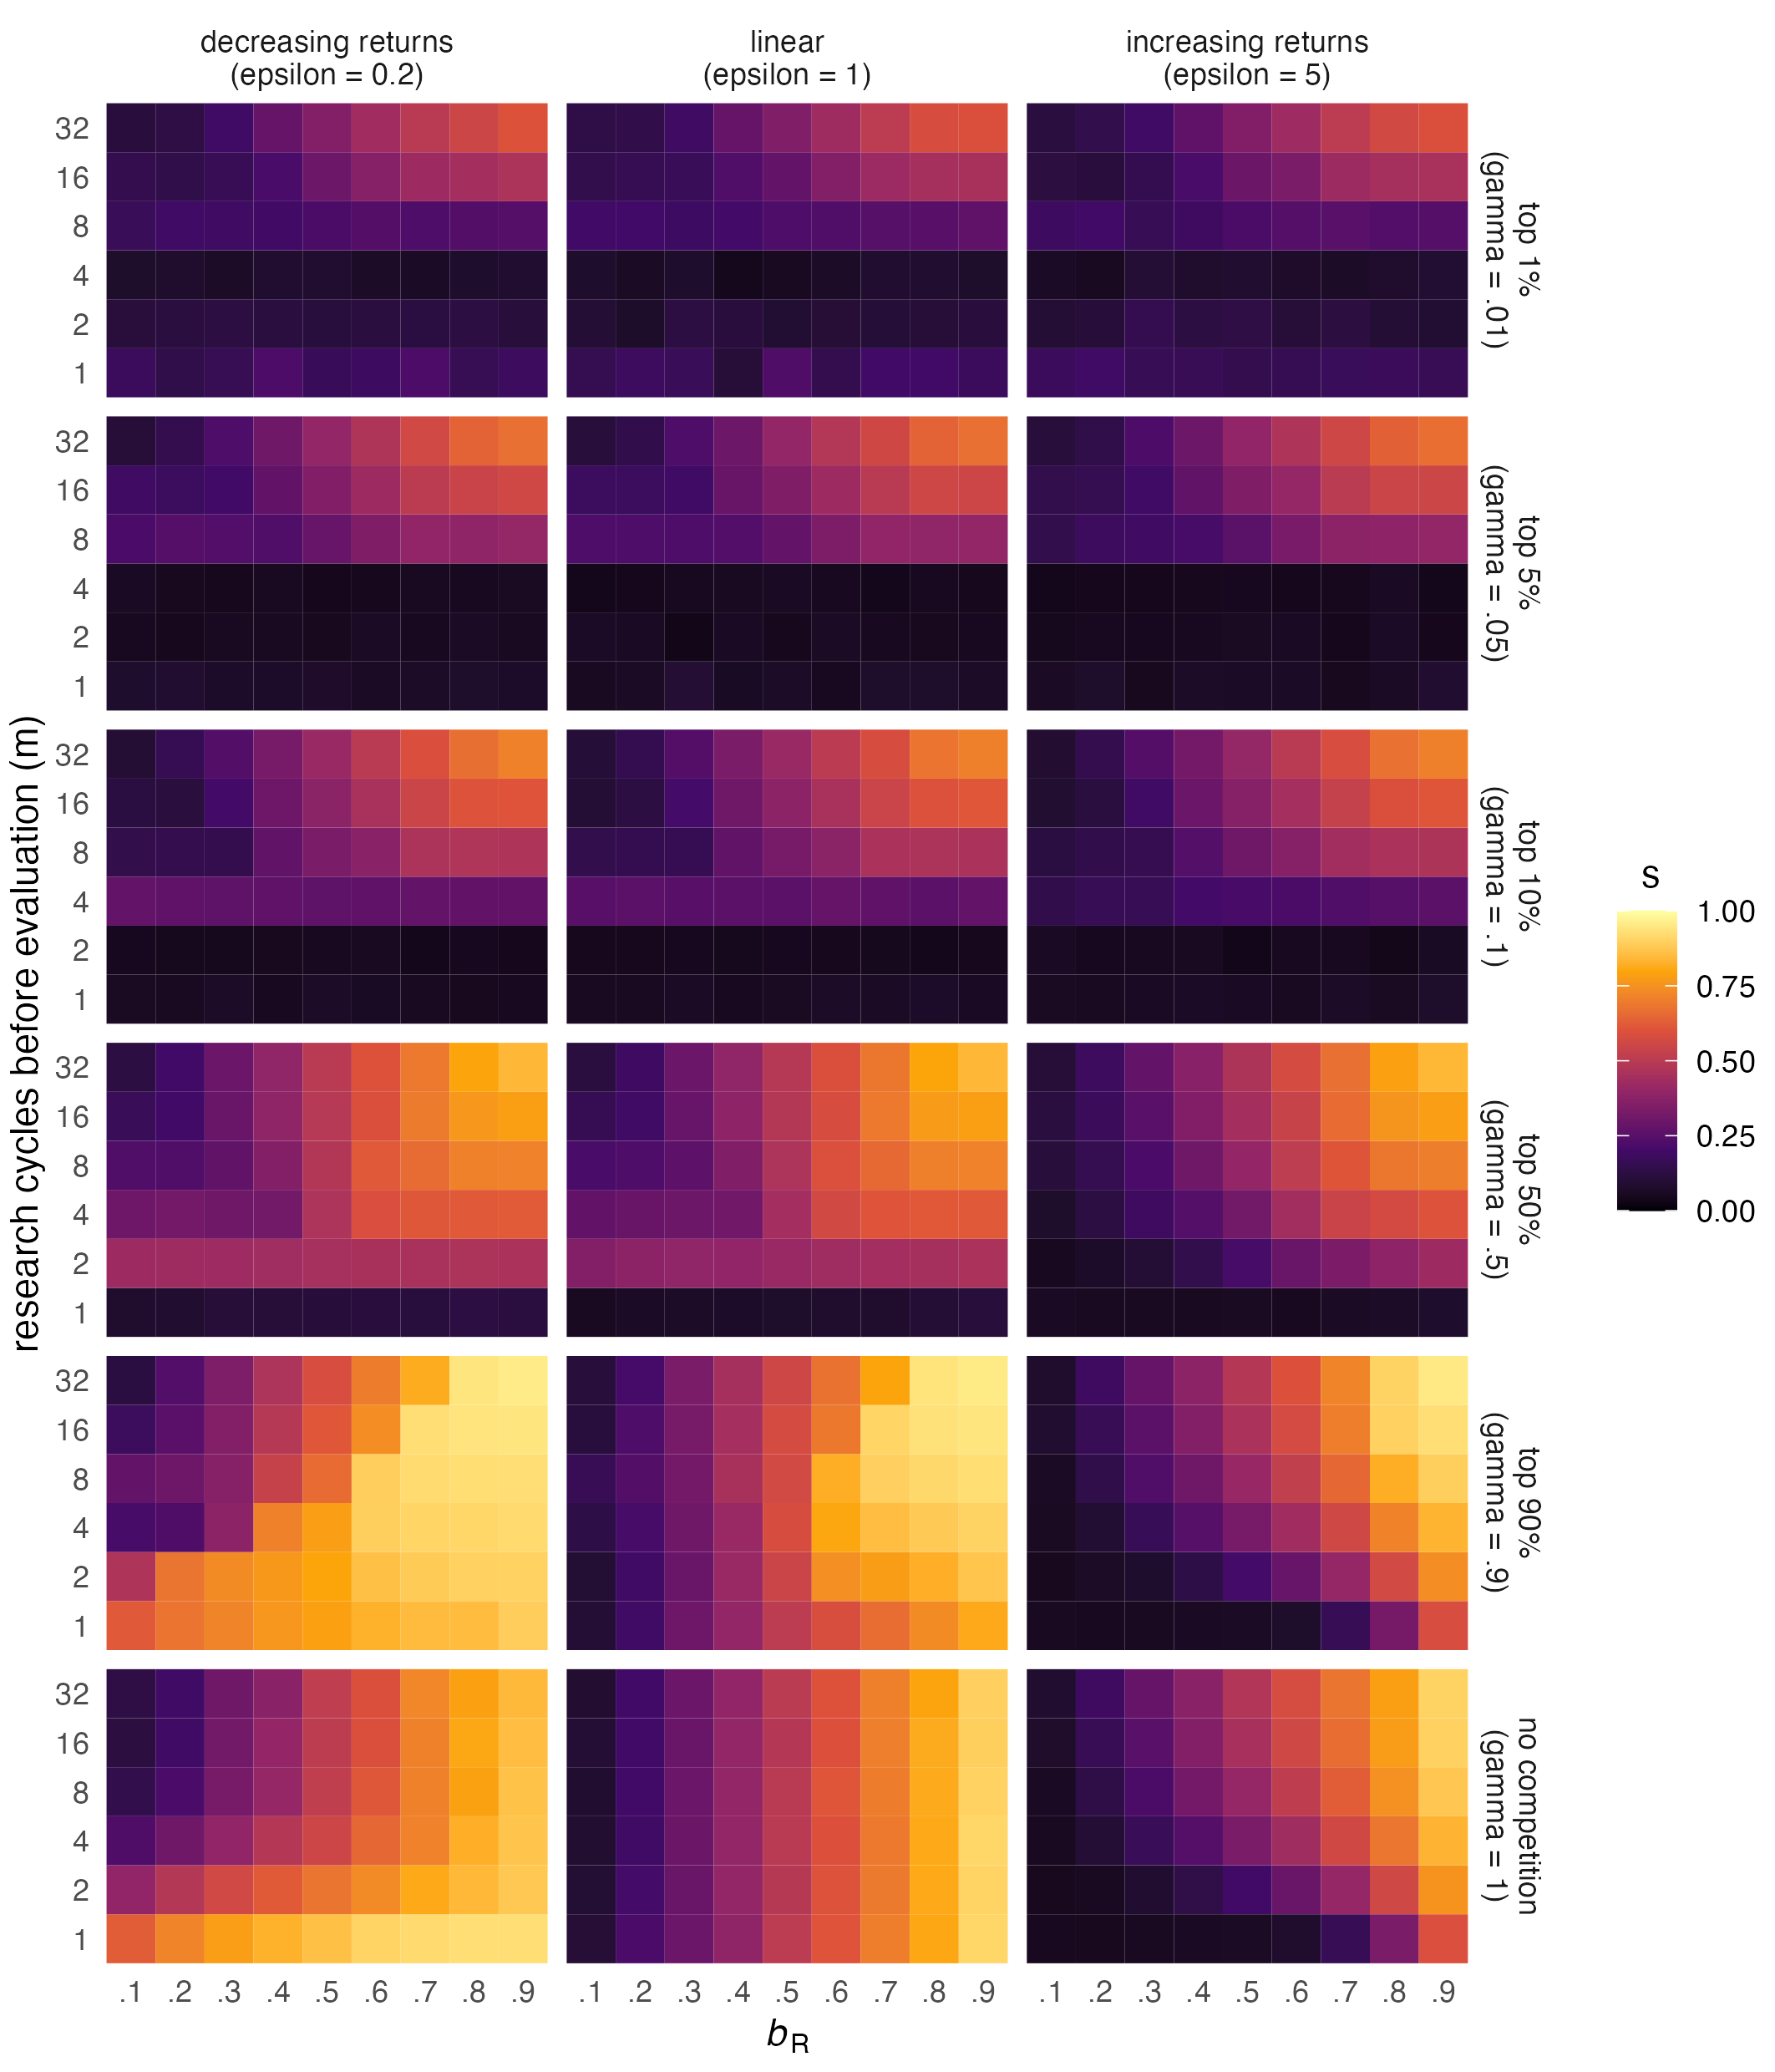 decreasing returns
(epsilon = 0.2)
linear
(epsilon = 1)
increasing returns
(epsilon = 5)
32
16
8
4
2
1
top 1%
(gamma = .01)
32
16
8
4
2
1
top 5%
(gamma = .05)
32
16
8
4
2
1
top 10%
(gamma = .1)
32
16
8
4
2
1
top 50%
(gamma = .5)
32
16
8
4
2
1
top 90%
(gamma = .9)
32
16
8
4
2
1
no competition
(gamma = 1)
research cycles before evaluation (m)
.1 .2 .3 .4 .5 .6 .7 .8 .9
.1 .2 .3 .4 .5 .6 .7 .8 .9
.1 .2 .3 .4 .5 .6 .7 .8 .9
bR
s
1.00
0.75
0.50
0.25
0.00